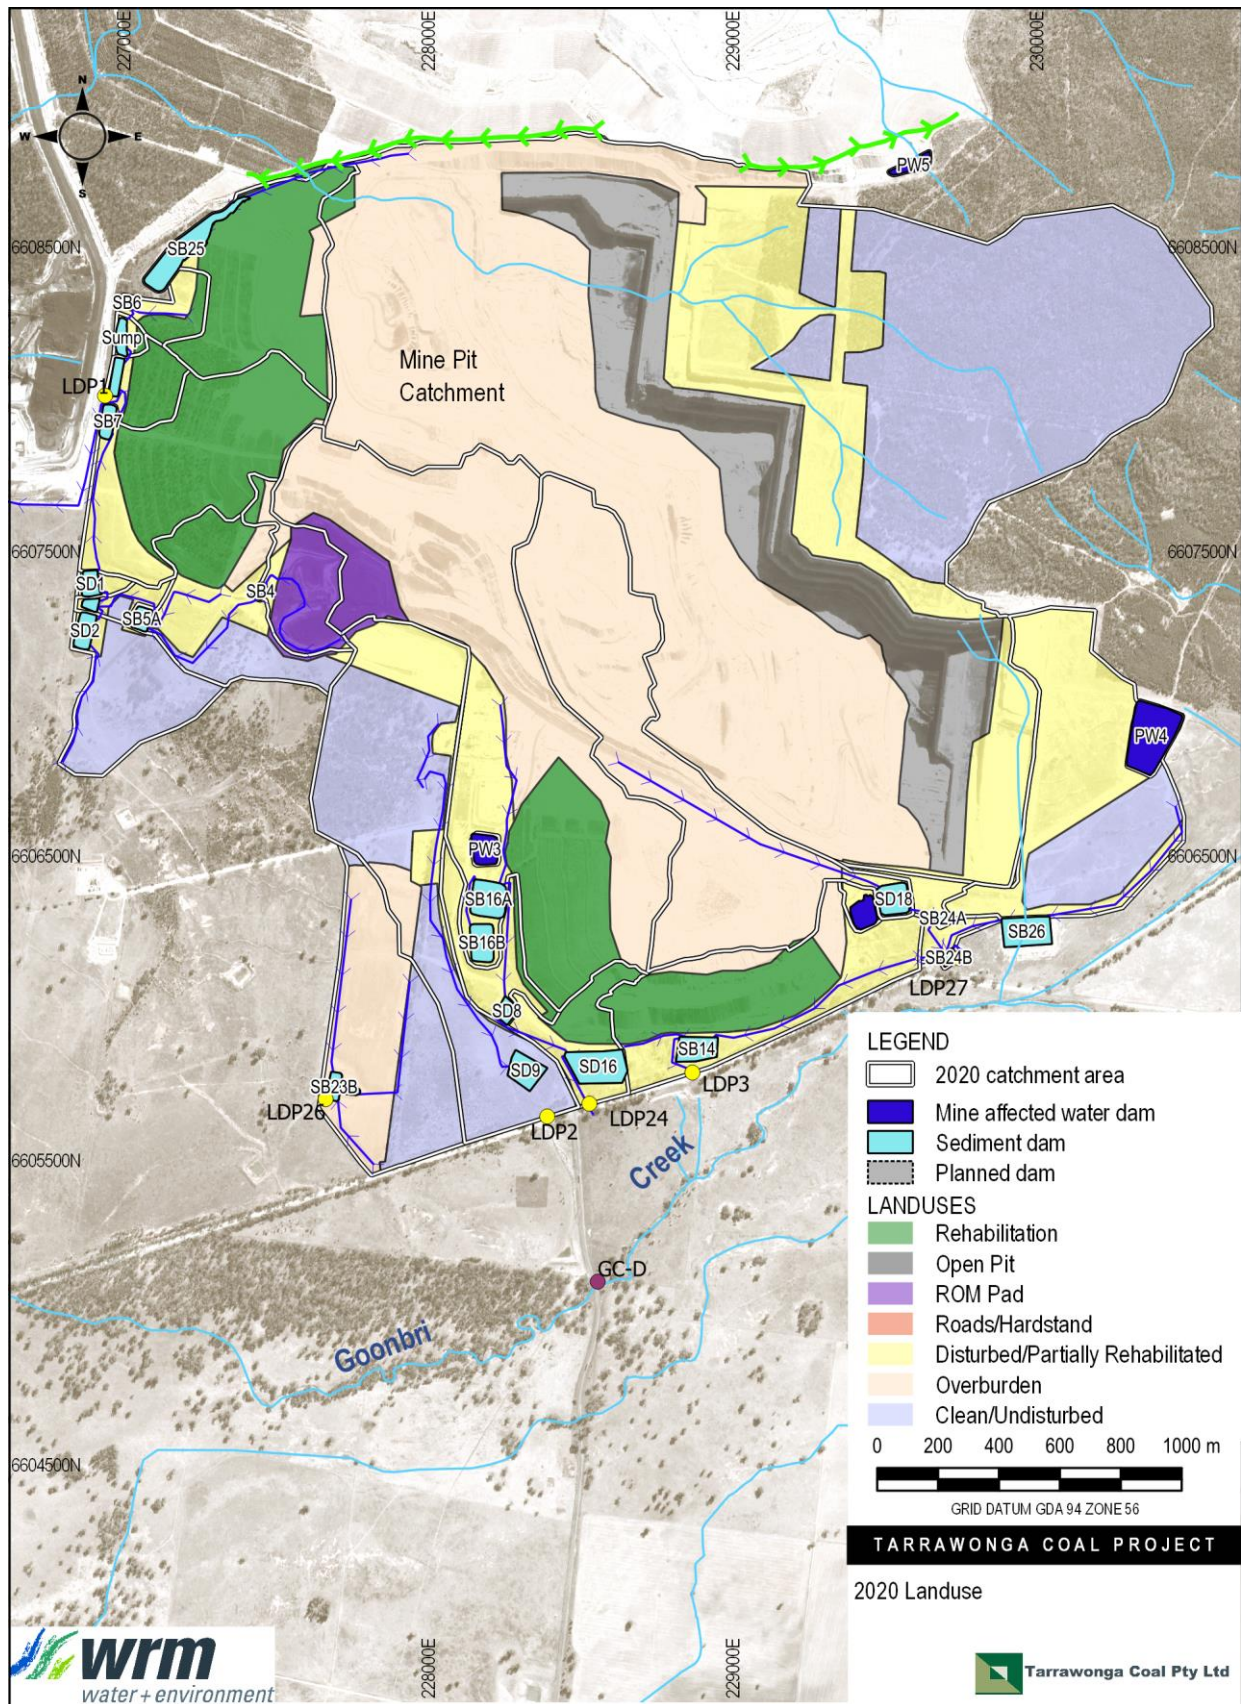 227000E
228000E
229000E
230000E
N
W
E
S
PW5
6608500N
6608500N
SB25
SB6
Sump
LDP1
SB7
Mine Pit
Catchment
6607500N
6607500N
SD1
SB4
SB5A
SD2
PW4
6606500N
6606500N
PW3
SB16A
SD18
SB24A
SB26
SB16B
SB24B
LDP27
SD8
SB14
SD9
SD16
SB23B
LDP26
LDP3
LDP24
LDP2
6605500N
Creek
GC-D
Goonbri
6604500N
LEGEND
2020 catchment area
Mine affected water dam
Sediment dam
Planned dam
LANDUSES
Rehabilitation
Open Pit
ROM Pad
Roads/Hardstand
Disturbed/Partially Rehabilitated
Overburden
Clean/Undisturbed
0 200 400 600 800 1000 m
GRID DATUM GDA 94 ZONE 56
TARRAWONGA COAL PROJECT
2020 Landuse
228000E
229000E
wrm
water + environment
Tarrawonga Coal Pty Ltd